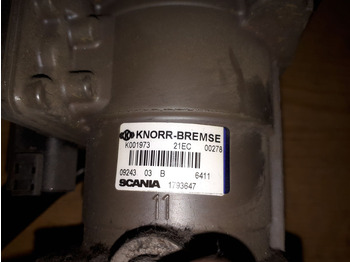 KNORR-BREMSE
K001973 21EC 00278
09243 03 B 6411
SCANIA 1793647
11